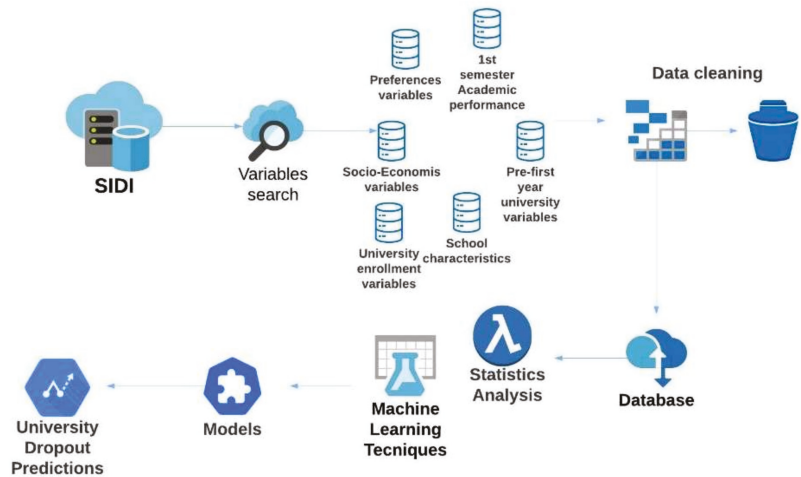 SIDI
Variables
search
Preferences
variables
1st
semester
Academic
performance
Socio-Economis
variables
Pre-first
year
university
variables
University
enrollment
variables
School
characteristics
Data cleaning
Database
Statistics
Analysis
Machine
Learning
Tecniques
Models
University
Dropout
Predictions